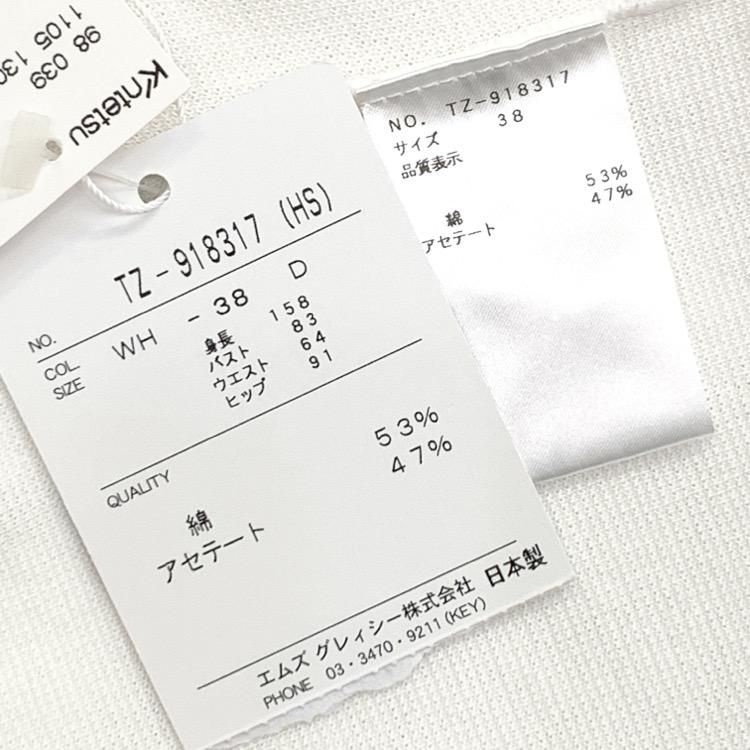 98 039
1105 130
K'ntetsu
NO. TZ-918317 (HS)
COL. WH - 38 D
SIZE
身長 158
バスト 83
ウエスト 64
ヒップ 91
QUALITY
53%
47%
綿
アセテート
エムズ グレィシー株式会社 日本製
PHONE 03・3470・9211 (KEY)
NO. TZ-918317
サイズ 38
品質表示
53%
47%
綿
アセテート